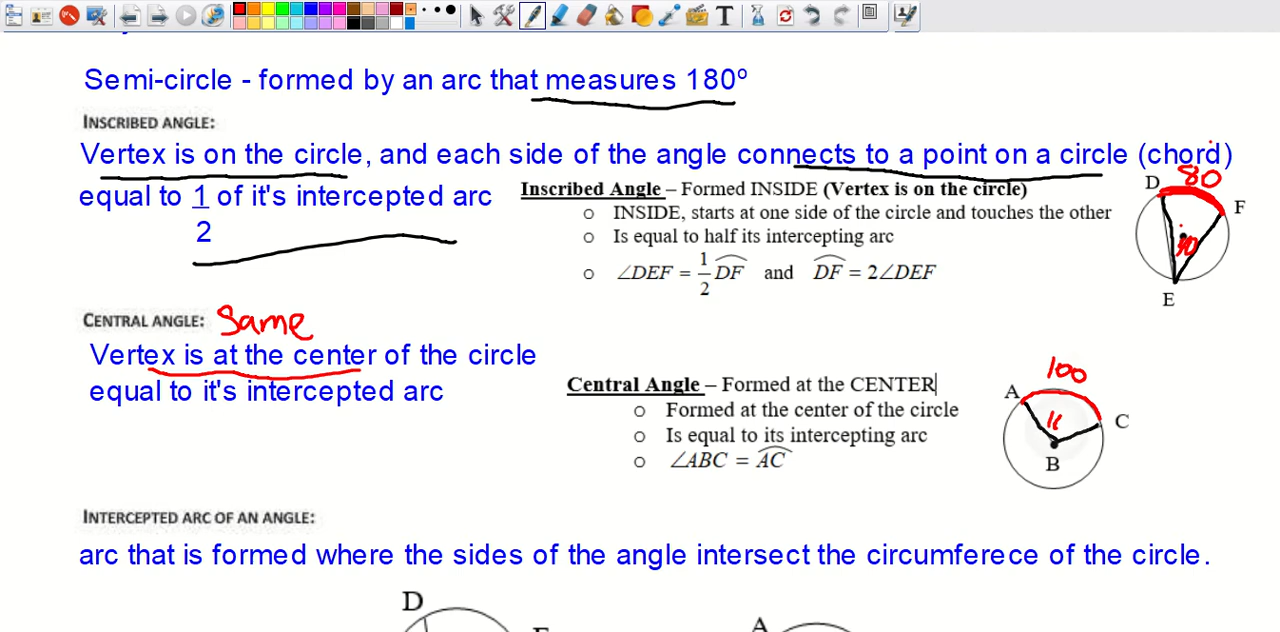 Semi-circle - formed by an arc that measures 180º
INSCRIBED ANGLE:
Vertex is on the circle, and each side of the angle connects to a point on a circle (chord)
equal to 1/2 of it's intercepted arc
Inscribed Angle – Formed INSIDE (Vertex is on the circle)
o INSIDE, starts at one side of the circle and touches the other
o Is equal to half its intercepting arc
o ∠DEF = 1/2 D͡F and D͡F = 2∠DEF
D
80
F
E
CENTRAL ANGLE: Same
Vertex is at the center of the circle
equal to it's intercepted arc
Central Angle – Formed at the CENTER
o Formed at the center of the circle
o Is equal to its intercepting arc
o ∠ABC = A͡C
100
A
C
B
INTERCEPTED ARC OF AN ANGLE:
arc that is formed where the sides of the angle intersect the circumferece of the circle.
D
A